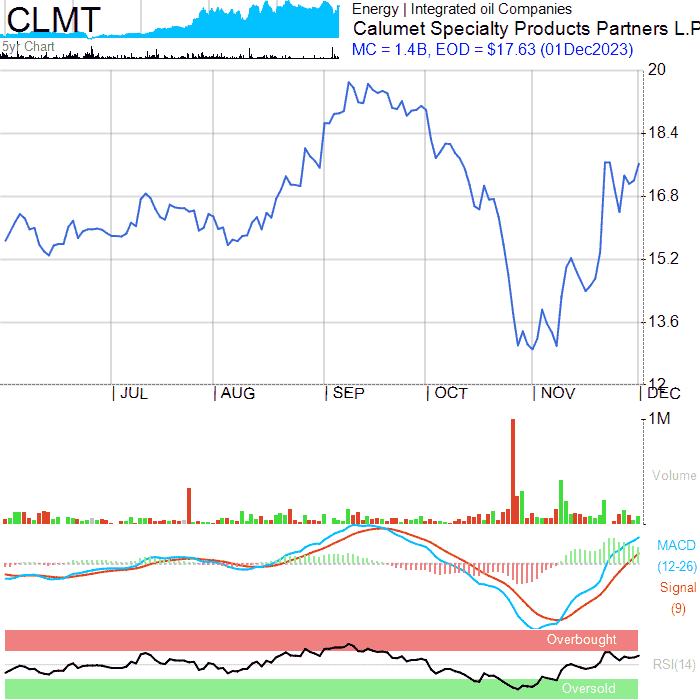 CLMT
5yr Chart
Energy | Integrated oil Companies
Calumet Specialty Products Partners L.P
MC = 1.4B, EOD = $17.63 (01Dec2023)
20
18.4
16.8
15.2
13.6
12
JUL AUG SEP OCT NOV DEC
1M
Volume
MACD
(12-26)
Signal
(9)
Overbought
RSI(14)
Oversold